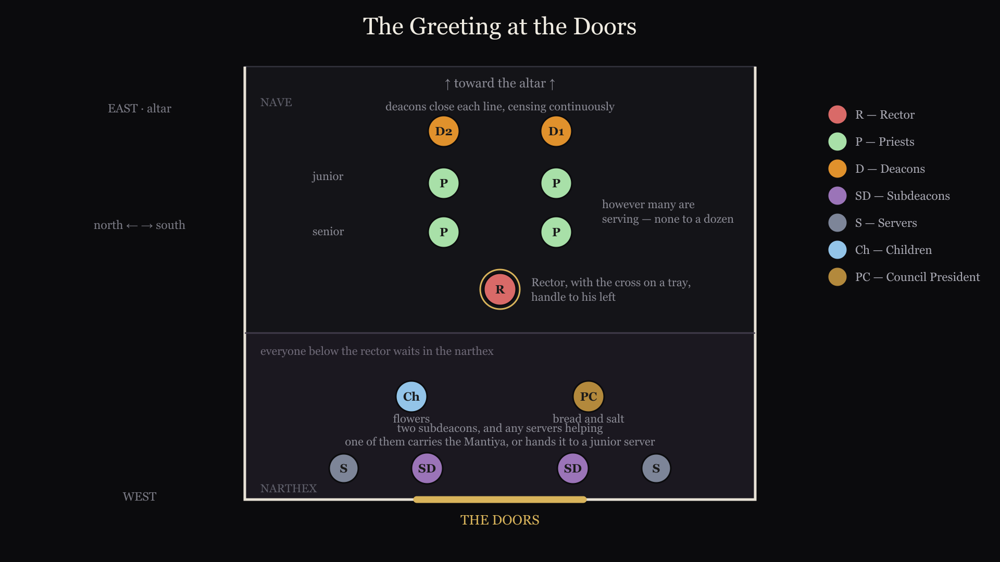 The Greeting at the Doors
↑ toward the altar ↑
NAVE
deacons close each line, censing continuously
EAST · altar
D2
D1
junior
P
P
however many are
serving — none to a dozen
north ← → south
senior
P
P
R
Rector, with the cross on a tray,
handle to his left
everyone below the rector waits in the narthex
Ch
PC
flowers
bread and salt
two subdeacons, and any servers helping
one of them carries the Mantiya, or hands it to a junior server
S
SD
SD
S
NARTHEX
WEST
THE DOORS
R — Rector
P — Priests
D — Deacons
SD — Subdeacons
S — Servers
Ch — Children
PC — Council President